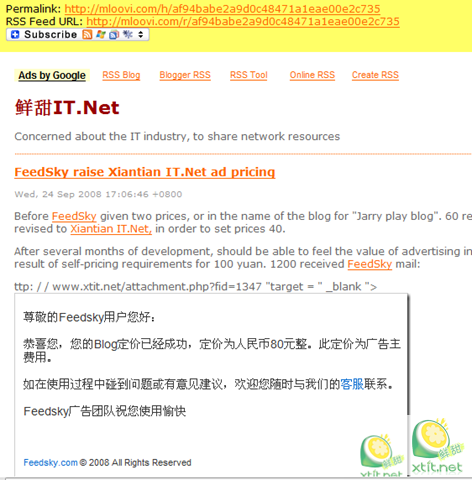 Permalink: http://mloovi.com/h/af94babe2a9d0c48471a1eae00e2c735
RSS Feed URL: http://mloovi.com/r/af94babe2a9d0c48471a1eae00e2c735
Subscribe
Ads by Google RSS Blog Blogger RSS RSS Tool Online RSS Create RSS
鲜甜IT.Net
Concerned about the IT industry, to share network resources
FeedSky raise Xiantian IT.Net ad pricing
Wed, 24 Sep 2008 17:06:46 +0800
Before FeedSky given two prices, or in the name of the blog for "Jarry play blog". 60 re
revised to Xiantian IT.Net, in order to set prices 40.
After several months of development, should be able to feel the value of advertising in
result of self-pricing requirements for 100 yuan. 1200 received FeedSky mail:
ttp: / / www.xtit.net/attachment.php?fid=1347 "target = " _blank ">
尊敬的Feedsky用户您好：
恭喜您，您的Blog定价已经成功，定价为人民币80元整。此定价为广告主
费用。
如在使用过程中碰到问题或有意见建议，欢迎您随时与我们的客服联系。
Feedsky广告团队祝您使用愉快
Feedsky.com © 2008 All Rights Reserved
鲜甜
xtit.net
鲜甜
xtit.net